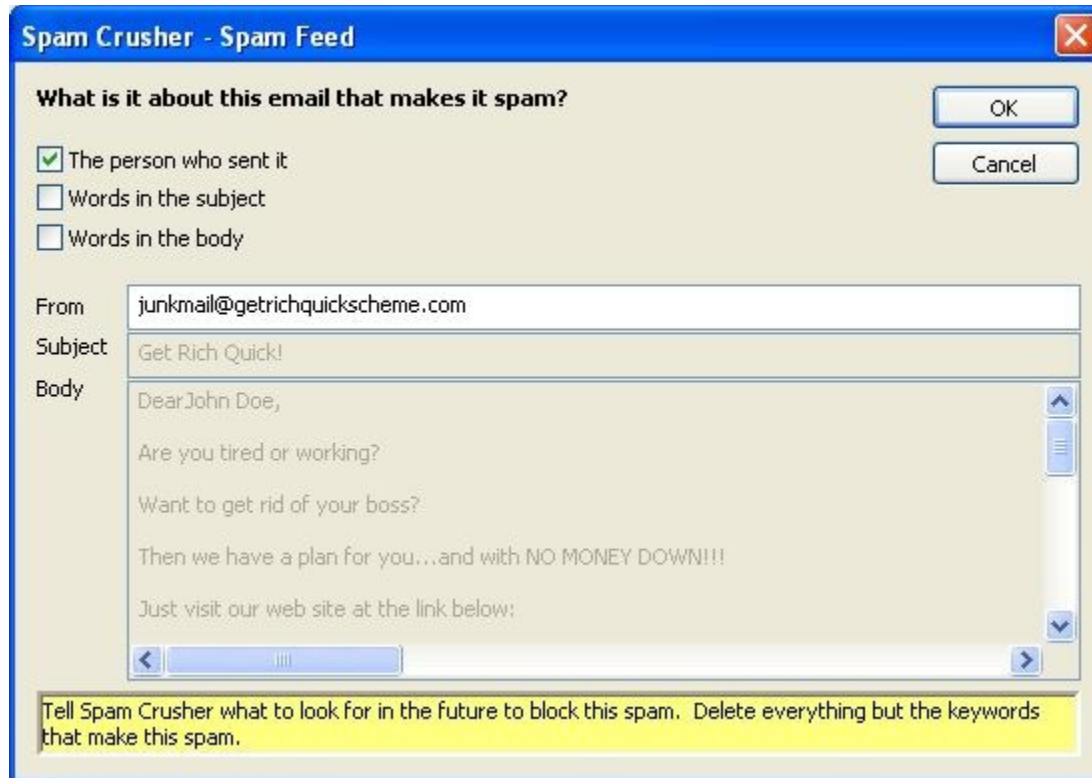 Spam Crusher - Spam Feed
What is it about this email that makes it spam?
OK
The person who sent it
Cancel
Words in the subject
Words in the body
From junkmail@getrichquickscheme.com
Subject Get Rich Quick!
Body DearJohn Doe,
Are you tired or working?
Want to get rid of your boss?
Then we have a plan for you...and with NO MONEY DOWN!!!
Just visit our web site at the link below:
Tell Spam Crusher what to look for in the future to block this spam.  Delete everything but the keywords
that make this spam.